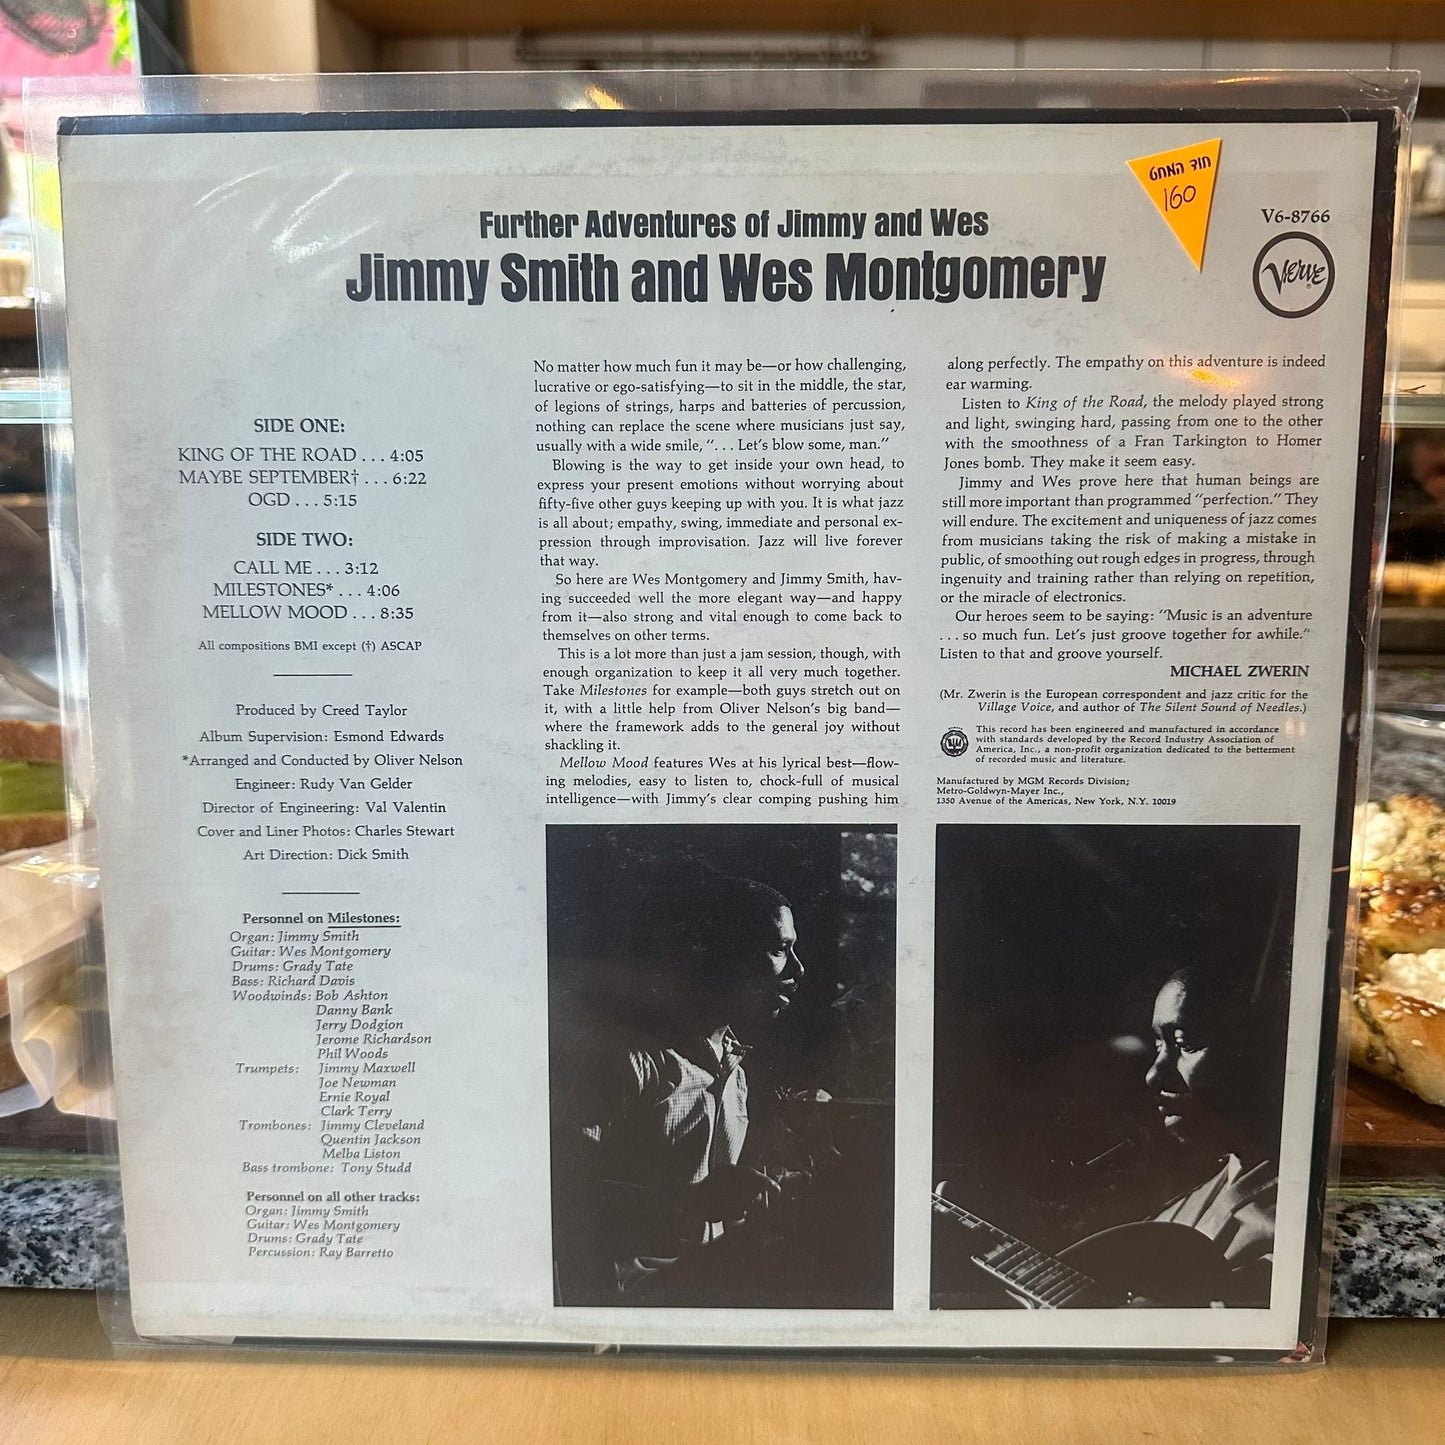 חוד המחט
160
V6-8766
Verve
Further Adventures of Jimmy and Wes
Jimmy Smith and Wes Montgomery
SIDE ONE:
KING OF THE ROAD . . . 4:05
MAYBE SEPTEMBER† . . . 6:22
OGD . . . 5:15
SIDE TWO:
CALL ME . . . 3:12
MILESTONES* . . . 4:06
MELLOW MOOD . . . 8:35
All compositions BMI except (†) ASCAP
Produced by Creed Taylor
Album Supervision: Esmond Edwards
*Arranged and Conducted by Oliver Nelson
Engineer: Rudy Van Gelder
Director of Engineering: Val Valentin
Cover and Liner Photos: Charles Stewart
Art Direction: Dick Smith
Personnel on Milestones:
Organ: Jimmy Smith
Guitar: Wes Montgomery
Drums: Grady Tate
Bass: Richard Davis
Woodwinds: Bob Ashton
Danny Bank
Jerry Dodgion
Jerome Richardson
Phil Woods
Trumpets: Jimmy Maxwell
Joe Newman
Ernie Royal
Clark Terry
Trombones: Jimmy Cleveland
Quentin Jackson
Melba Liston
Bass trombone: Tony Studd
Personnel on all other tracks:
Organ: Jimmy Smith
Guitar: Wes Montgomery
Drums: Grady Tate
Percussion: Ray Barretto
No matter how much fun it may be—or how challenging,
lucrative or ego-satisfying—to sit in the middle, the star,
of legions of strings, harps and batteries of percussion,
nothing can replace the scene where musicians just say,
usually with a wide smile, “. . . Let's blow some, man.”
Blowing is the way to get inside your own head, to
express your present emotions without worrying about
fifty-five other guys keeping up with you. It is what jazz
is all about; empathy, swing, immediate and personal ex-
pression through improvisation. Jazz will live forever
that way.
So here are Wes Montgomery and Jimmy Smith, hav-
ing succeeded well the more elegant way—and happy
from it—also strong and vital enough to come back to
themselves on other terms.
This is a lot more than just a jam session, though, with
enough organization to keep it all very much together.
Take Milestones for example—both guys stretch out on
it, with a little help from Oliver Nelson's big band—
where the framework adds to the general joy without
shackling it.
Mellow Mood features Wes at his lyrical best—flow-
ing melodies, easy to listen to, chock-full of musical
intelligence—with Jimmy's clear comping pushing him
along perfectly. The empathy on this adventure is indeed
ear warming.
Listen to King of the Road, the melody played strong
and light, swinging hard, passing from one to the other
with the smoothness of a Fran Tarkington to Homer
Jones bomb. They make it seem easy.
Jimmy and Wes prove here that human beings are
still more important than programmed “perfection.” They
will endure. The excitement and uniqueness of jazz comes
from musicians taking the risk of making a mistake in
public, of smoothing out rough edges in progress, through
ingenuity and training rather than relying on repetition,
or the miracle of electronics.
Our heroes seem to be saying: “Music is an adventure
. . . so much fun. Let's just groove together for awhile.”
Listen to that and groove yourself.
MICHAEL ZWERIN
(Mr. Zwerin is the European correspondent and jazz critic for the
Village Voice, and author of The Silent Sound of Needles.)
This record has been engineered and manufactured in accordance
with standards developed by the Record Industry Association of
America, Inc., a non-profit organization dedicated to the betterment
of recorded music and literature.
Manufactured by MGM Records Division;
Metro-Goldwyn-Mayer Inc.,
1350 Avenue of the Americas, New York, N.Y. 10019